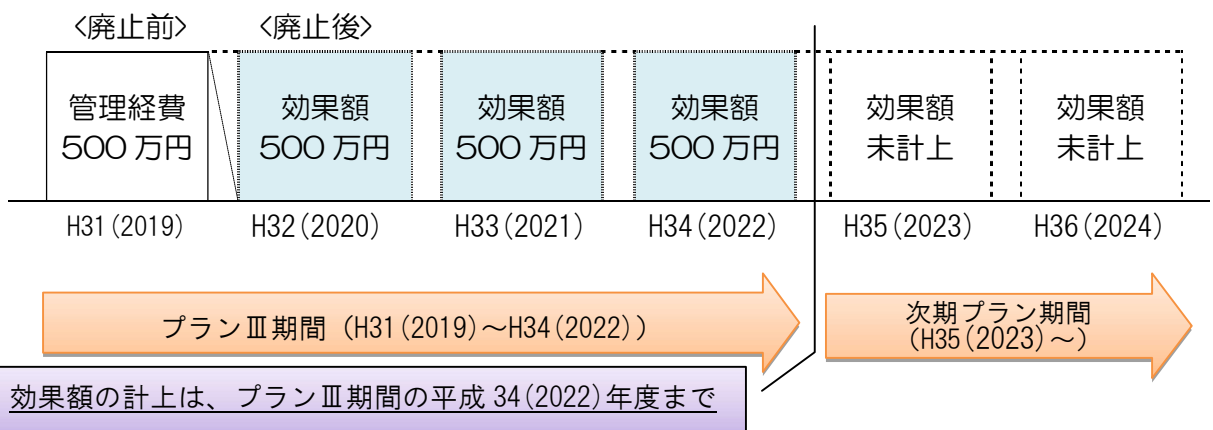 <廃止前>
<廃止後>
管理経費
500万円
効果額
500万円
効果額
500万円
効果額
500万円
効果額
未計上
効果額
未計上
H31(2019)
H32(2020)
H33(2021)
H34(2022)
H35(2023)
H36(2024)
プランⅢ期間（H31(2019)～H34(2022)）
次期プラン期間
（H35(2023)～）
効果額の計上は、プランⅢ期間の平成34(2022)年度まで